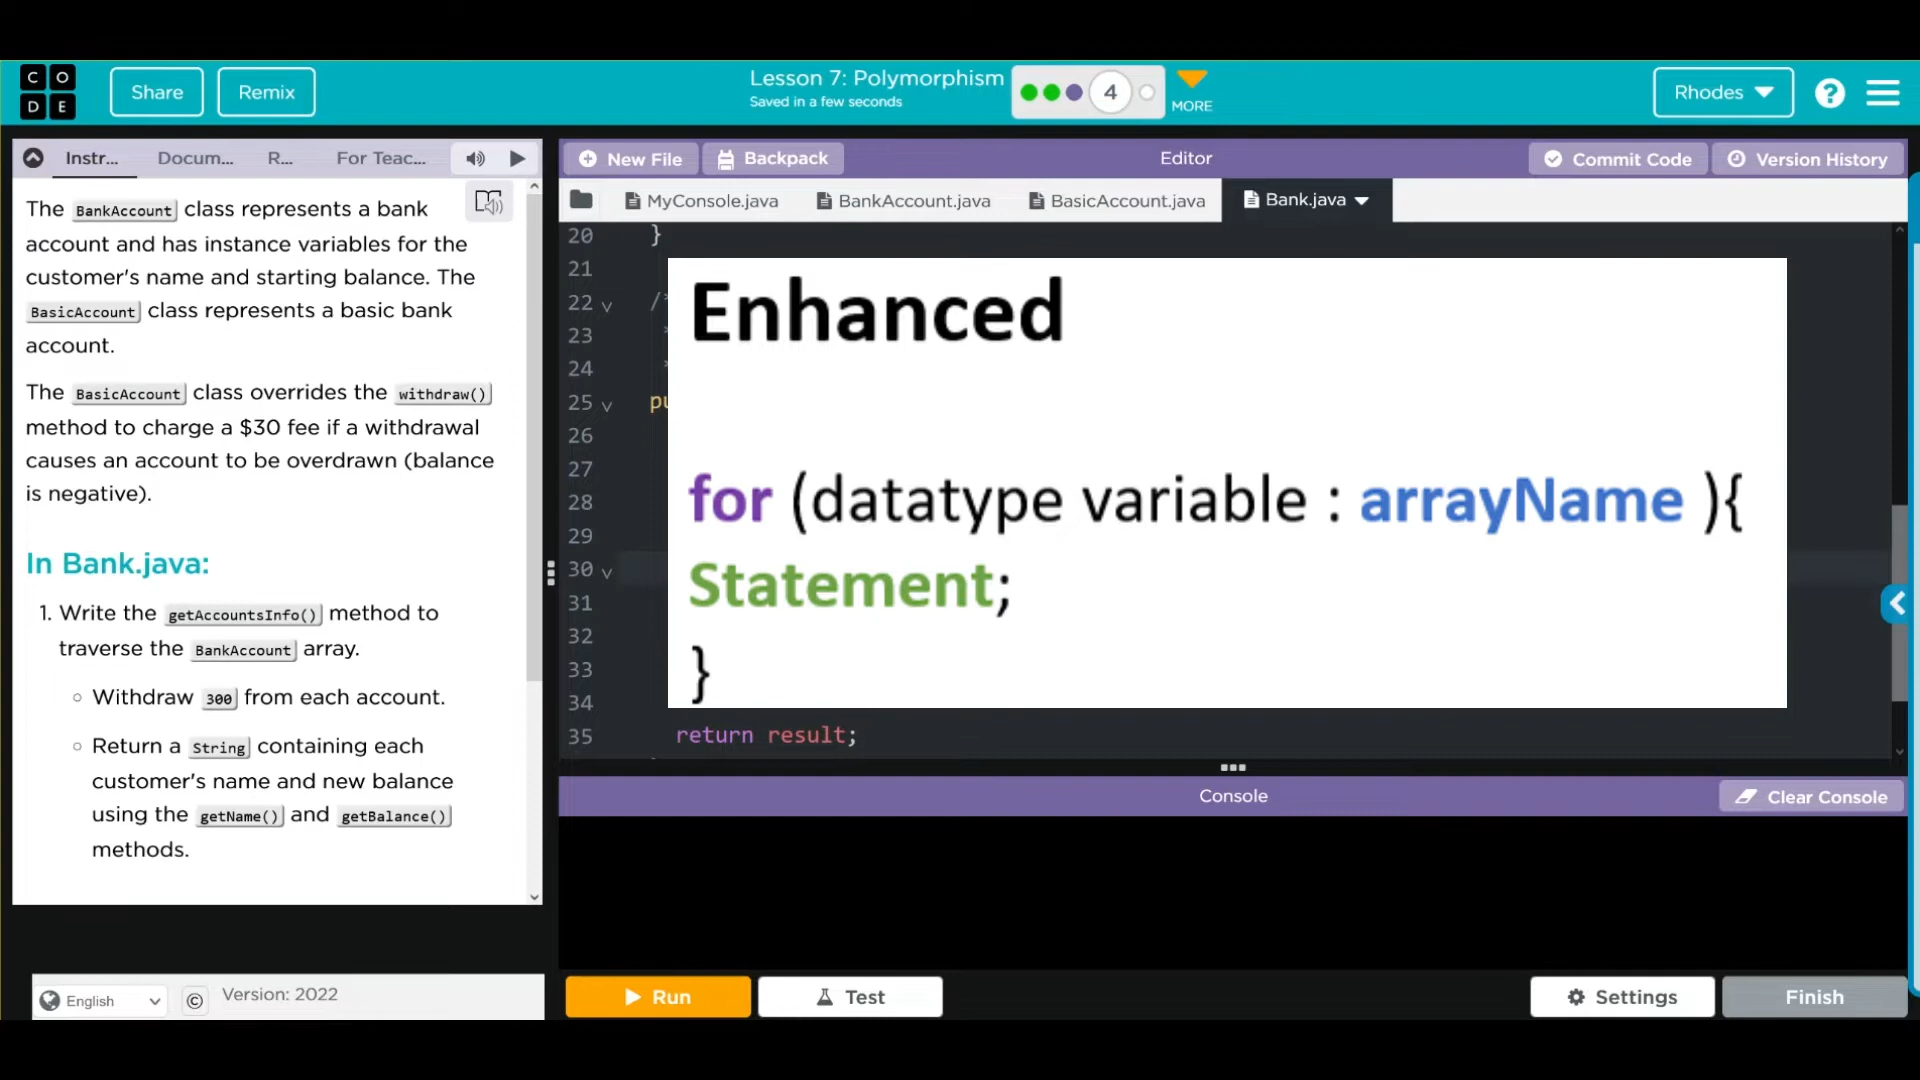 C O
D E
Share
Remix
Lesson 7: Polymorphism
Saved in a few seconds
4
MORE
Rhodes
?
Instr...
Docum...
R...
For Teac...
New File
Backpack
Editor
Commit Code
Version History
MyConsole.java
BankAccount.java
BasicAccount.java
Bank.java
The BankAccount class represents a bank
account and has instance variables for the
customer's name and starting balance. The
BasicAccount class represents a basic bank
account.
The BasicAccount class overrides the withdraw()
method to charge a $30 fee if a withdrawal
causes an account to be overdrawn (balance
is negative).
In Bank.java:
1. Write the getAccountsInfo() method to
traverse the BankAccount array.
Withdraw 300 from each account.
Return a String containing each
customer's name and new balance
using the getName() and getBalance()
methods.
20 }
21
22 /*
23 *
24 *
25 pu
26
27
28
29
30
31
32
33
34
35 return result;
Enhanced
for (datatype variable : arrayName ){
Statement;
}
Console
Clear Console
English
©
Version: 2022
Run
Test
Settings
Finish